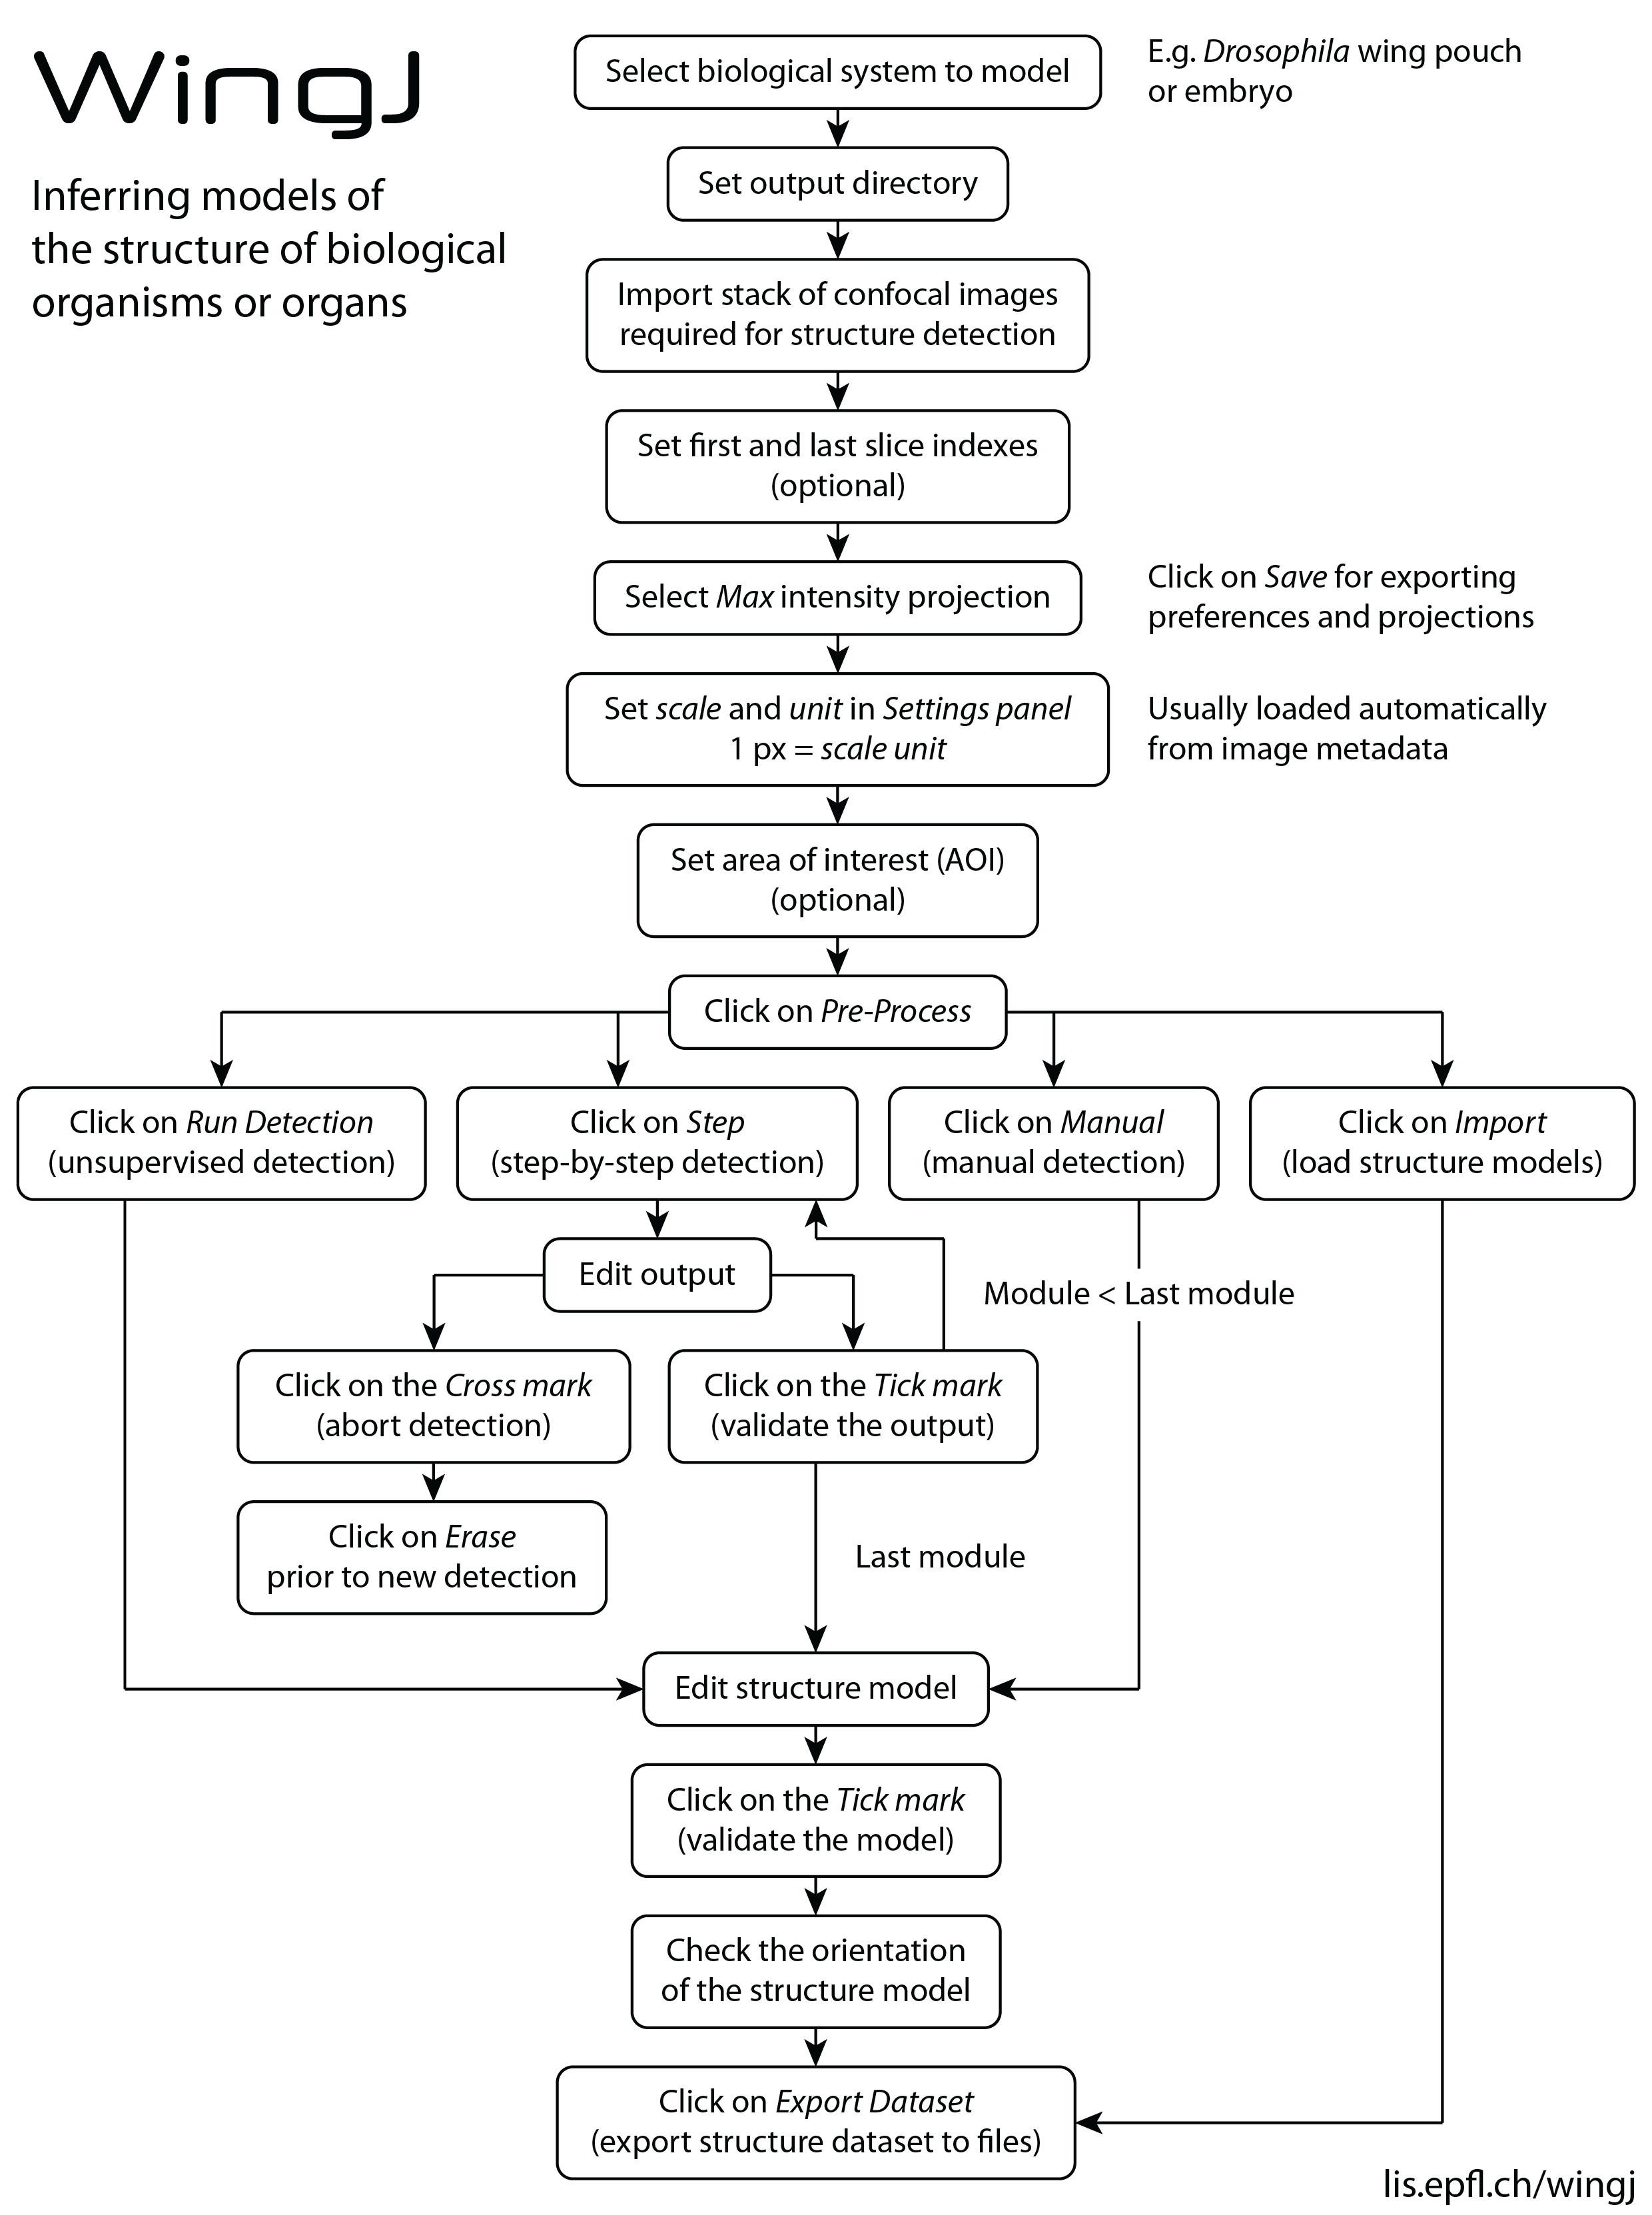 WingJ
Inferring models of
the structure of biological
organisms or organs
Select biological system to model
E.g. Drosophila wing pouch
or embryo
Set output directory
Import stack of confocal images
required for structure detection
Set first and last slice indexes
(optional)
Select Max intensity projection
Click on Save for exporting
preferences and projections
Set scale and unit in Settings panel
1 px = scale unit
Usually loaded automatically
from image metadata
Set area of interest (AOI)
(optional)
Click on Pre-Process
Click on Run Detection
(unsupervised detection)
Click on Step
(step-by-step detection)
Click on Manual
(manual detection)
Click on Import
(load structure models)
Edit output
Module < Last module
Click on the Cross mark
(abort detection)
Click on the Tick mark
(validate the output)
Click on Erase
prior to new detection
Last module
Edit structure model
Click on the Tick mark
(validate the model)
Check the orientation
of the structure model
Click on Export Dataset
(export structure dataset to files)
lis.epfl.ch/wingj